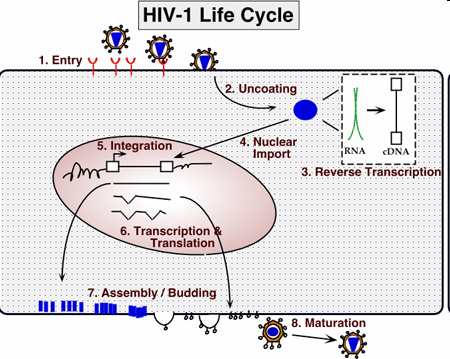 HIV-1 Life Cycle
1. Entry
2. Uncoating
RNA
cDNA
3. Reverse Transcription
4. Nuclear
Import
5. Integration
6. Transcription &
Translation
7. Assembly / Budding
8. Maturation